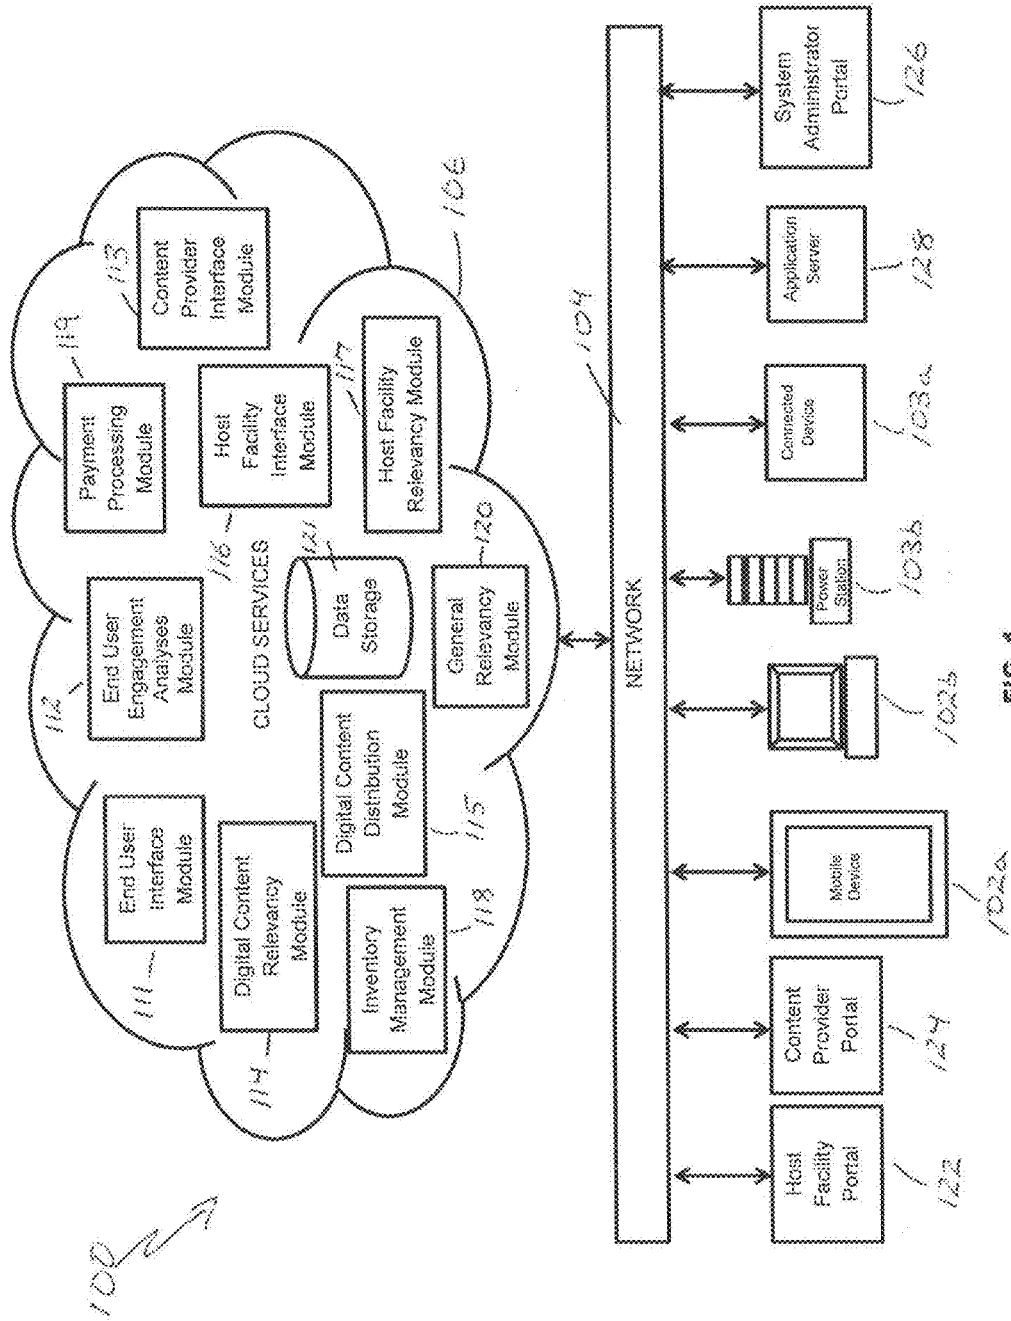 100
111
End User
Interface
Module
112
End User
Engagement
Analyses
Module
119
Payment
Processing
Module
113
Content
Provider
Interface
Module
114
Digital Content
Relevancy
Module
CLOUD SERVICES
116
Host
Facility
Interface
Module
106
Inventory
Management
Module
118
Digital Content
Distribution
Module
115
121
Data
Storage
117
Host Facility
Relevancy Module
General
Relevancy
Module
120
104
NETWORK
Host
Facility
Portal
122
Content
Provider
Portal
124
Mobile
Device
102a
102b
Power
Station
103b
Connected
Device
103a
Application
Server
128
System
Administrator
Portal
126